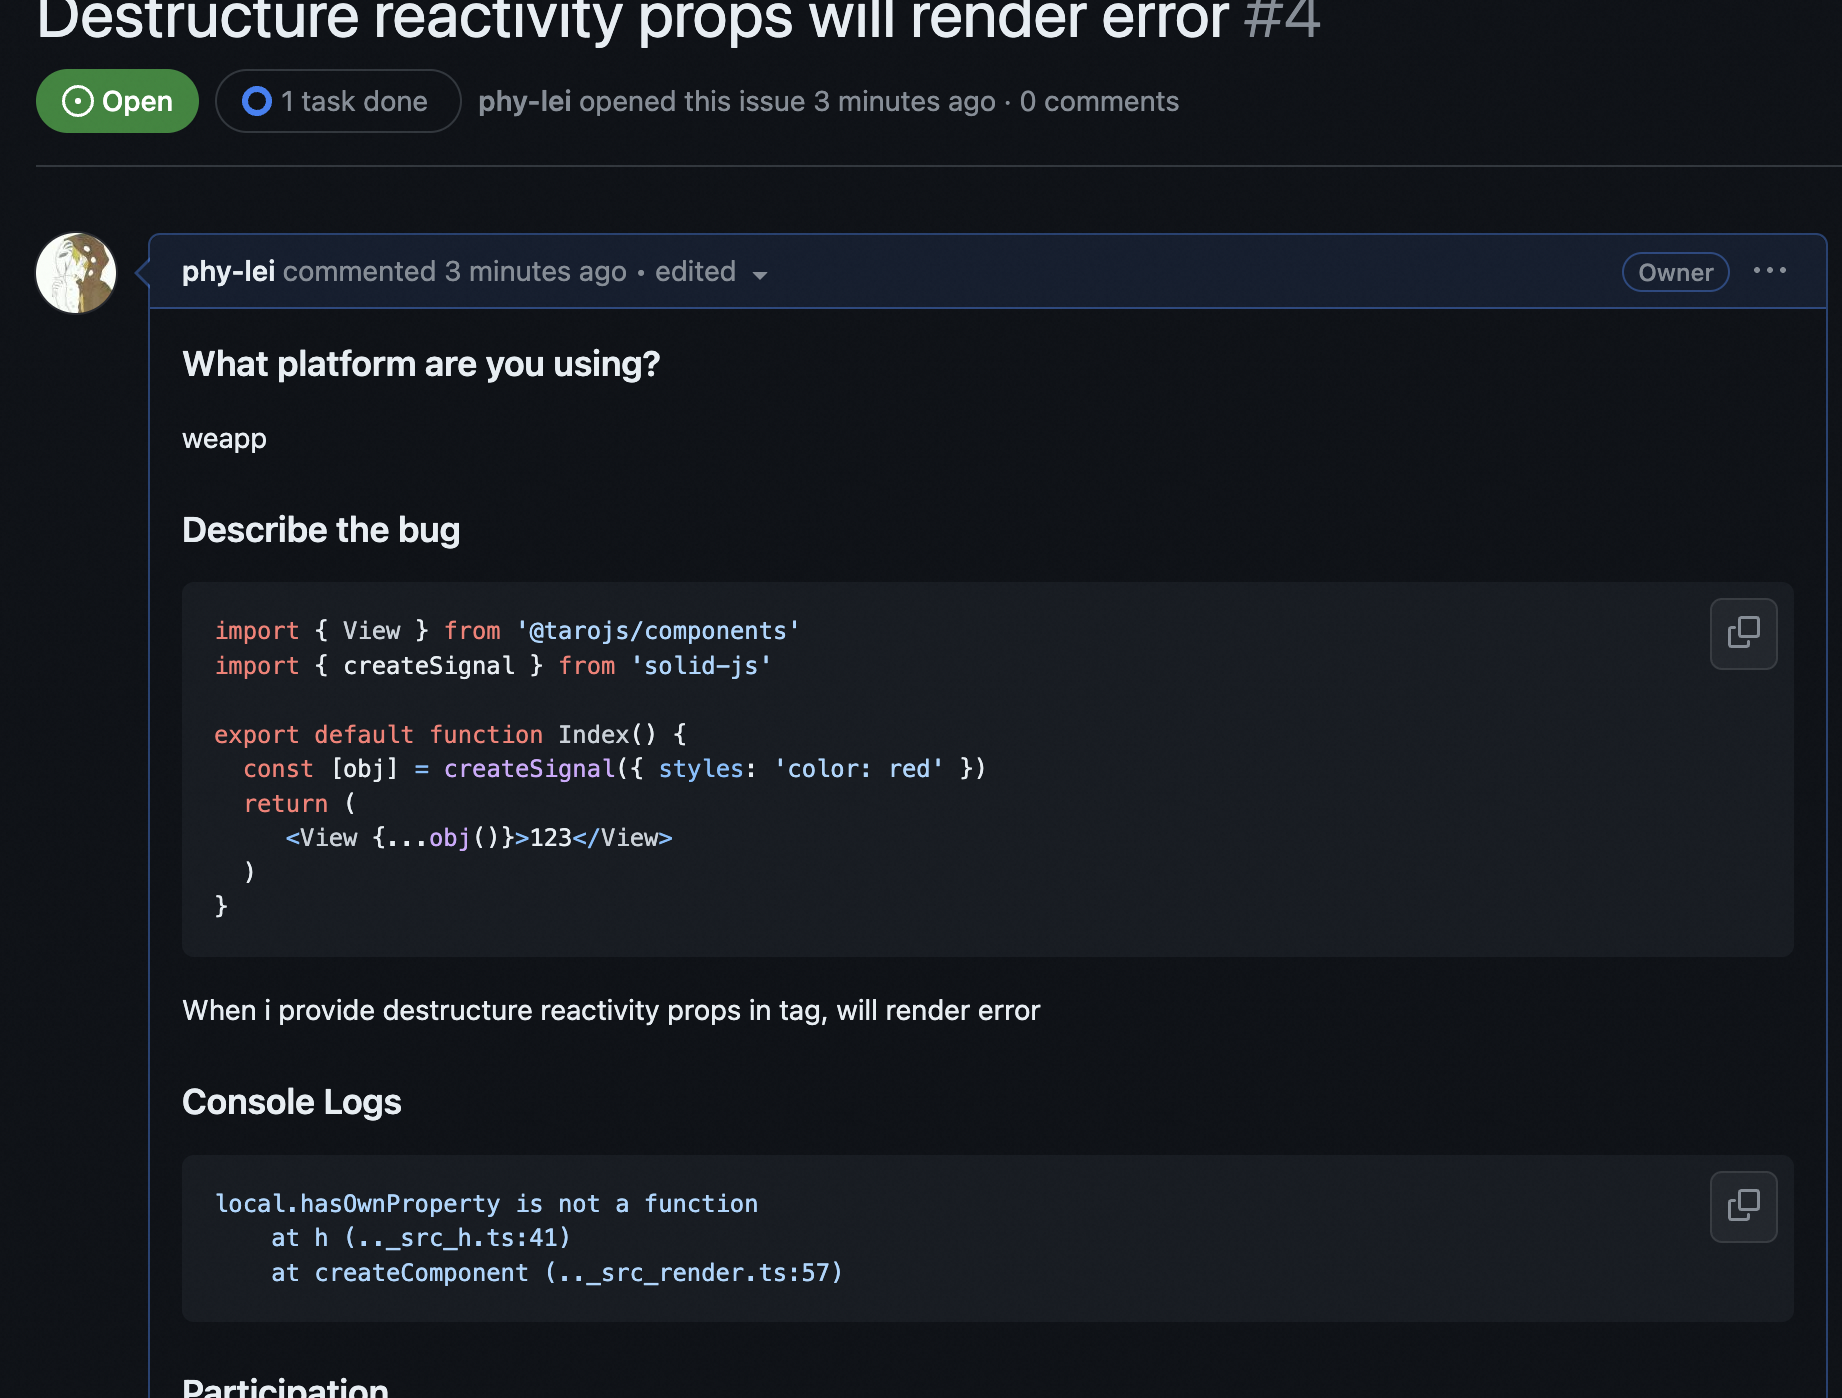 Destructure reactivity props will render error #4
Open
1 task done
phy-lei opened this issue 3 minutes ago · 0 comments
phy-lei commented 3 minutes ago • edited
Owner
What platform are you using?
weapp
Describe the bug
import { View } from '@tarojs/components'
import { createSignal } from 'solid-js'
export default function Index() {
  const [obj] = createSignal({ styles: 'color: red' })
  return (
     <View {...obj()}>123</View>
  )
}
When i provide destructure reactivity props in tag, will render error
Console Logs
local.hasOwnProperty is not a function
    at h (.._src_h.ts:41)
    at createComponent (.._src_render.ts:57)
Participation